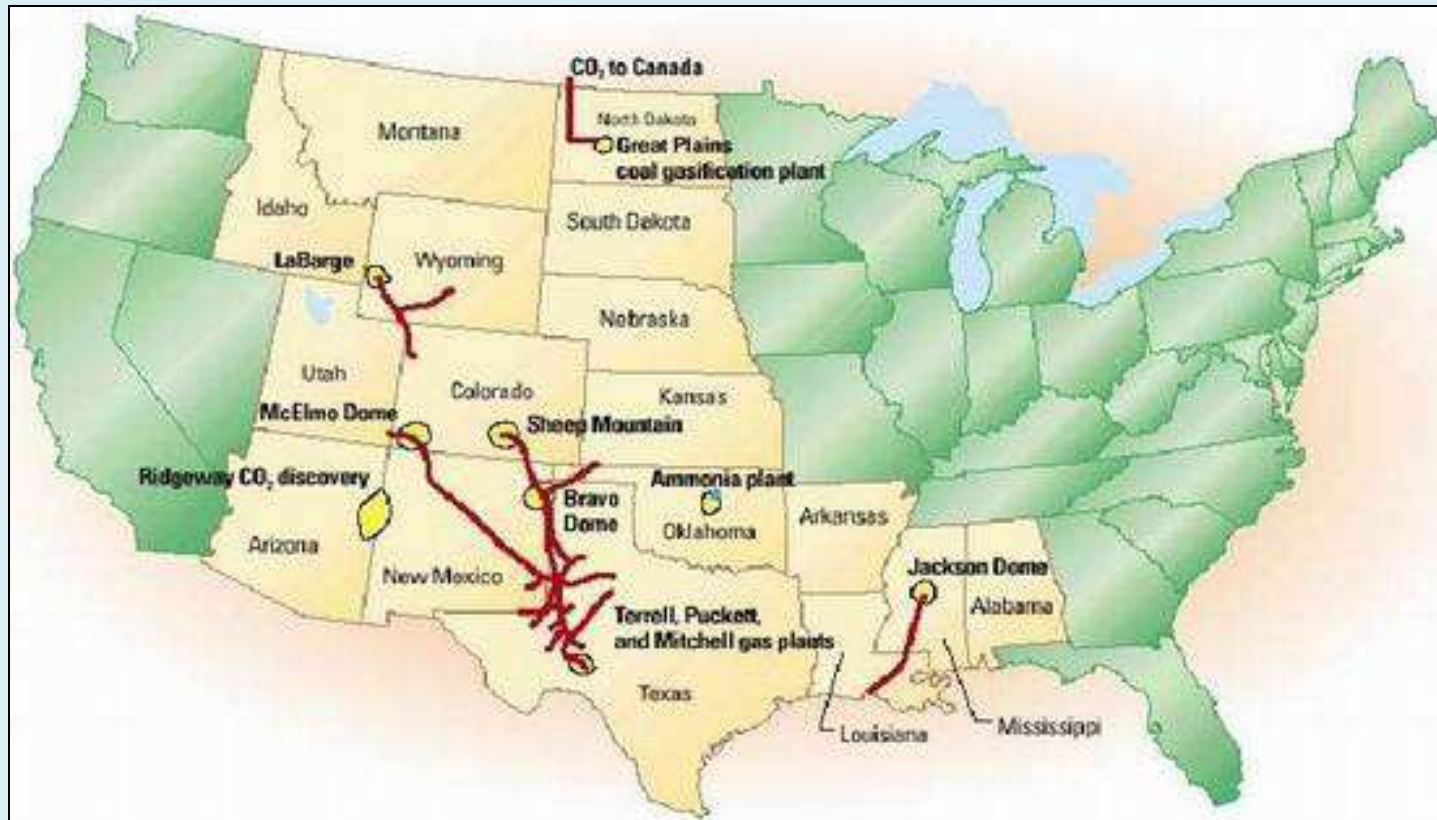 CO₂ to Canada
North Dakota
Montana
Great Plains
coal gasification plant
Idaho
South Dakota
LaBarge
Wyoming
Nebraska
Utah
Colorado
Kansas
McElmo Dome
Sheep Mountain
Ridgeway CO₂ discovery
Ammonia plant
Bravo
Dome
Oklahoma
Arkansas
Arizona
New Mexico
Jackson Dome
Alabama
Terrell, Puckett,
and Mitchell gas plants
Texas
Mississippi
Louisiana